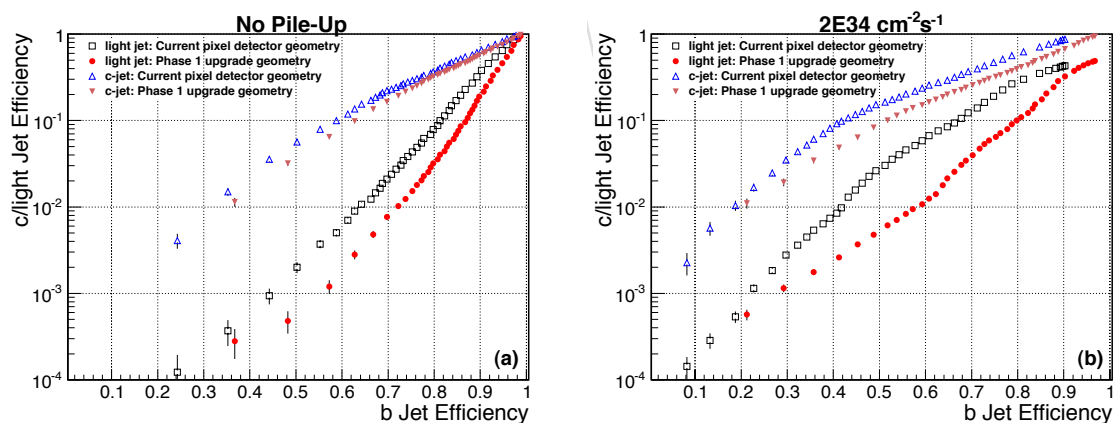 No Pile-Up
c/light Jet Efficiency
1
10-1
10-2
10-3
10-4
light jet: Current pixel detector geometry
light jet: Phase 1 upgrade geometry
c-jet: Current pixel detector geometry
c-jet: Phase 1 upgrade geometry
(a)
0.1 0.2 0.3 0.4 0.5 0.6 0.7 0.8 0.9 1
b Jet Efficiency
2E34 cm-2s-1
c/light Jet Efficiency
1
10-1
10-2
10-3
10-4
light jet: Current pixel detector geometry
light jet: Phase 1 upgrade geometry
c-jet: Current pixel detector geometry
c-jet: Phase 1 upgrade geometry
(b)
0.1 0.2 0.3 0.4 0.5 0.6 0.7 0.8 0.9 1
b Jet Efficiency